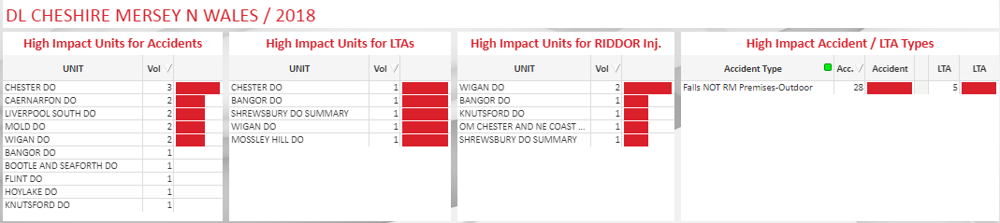 DL CHESHIRE MERSEY N WALES / 2018
High Impact Units for Accidents
UNIT Vol /
CHESTER DO 3
CAERNARFON DO 2
LIVERPOOL SOUTH DO 2
MOLD DO 2
WIGAN DO 2
BANGOR DO 1
BOOTLE AND SEAFORTH DO 1
FLINT DO 1
HOYLAKE DO 1
KNUTSFORD DO 1
High Impact Units for LTAs
UNIT Vol /
CHESTER DO 1
BANGOR DO 1
SHREWSBURY DO SUMMARY 1
WIGAN DO 1
MOSSLEY HILL DO 1
High Impact Units for RIDDOR Inj.
UNIT Vol /
WIGAN DO 2
BANGOR DO 1
KNUTSFORD DO 1
OM CHESTER AND NE COAST ... 1
SHREWSBURY DO SUMMARY 1
High Impact Accident / LTA Types
Accident Type Acc. / Accident LTA LTA
Falls NOT RM Premises-Outdoor 28 5